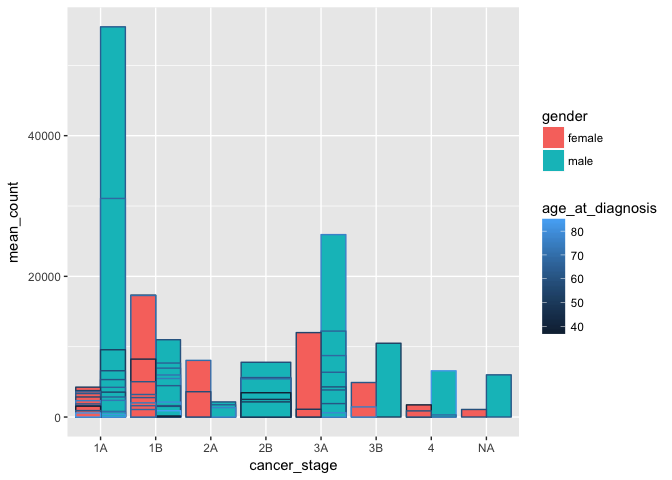 mean_count
40000
20000
0
1A 1B 2A 2B 3A 3B 4 NA
cancer_stage
gender
female
male
age_at_diagnosis
80
70
60
50
40